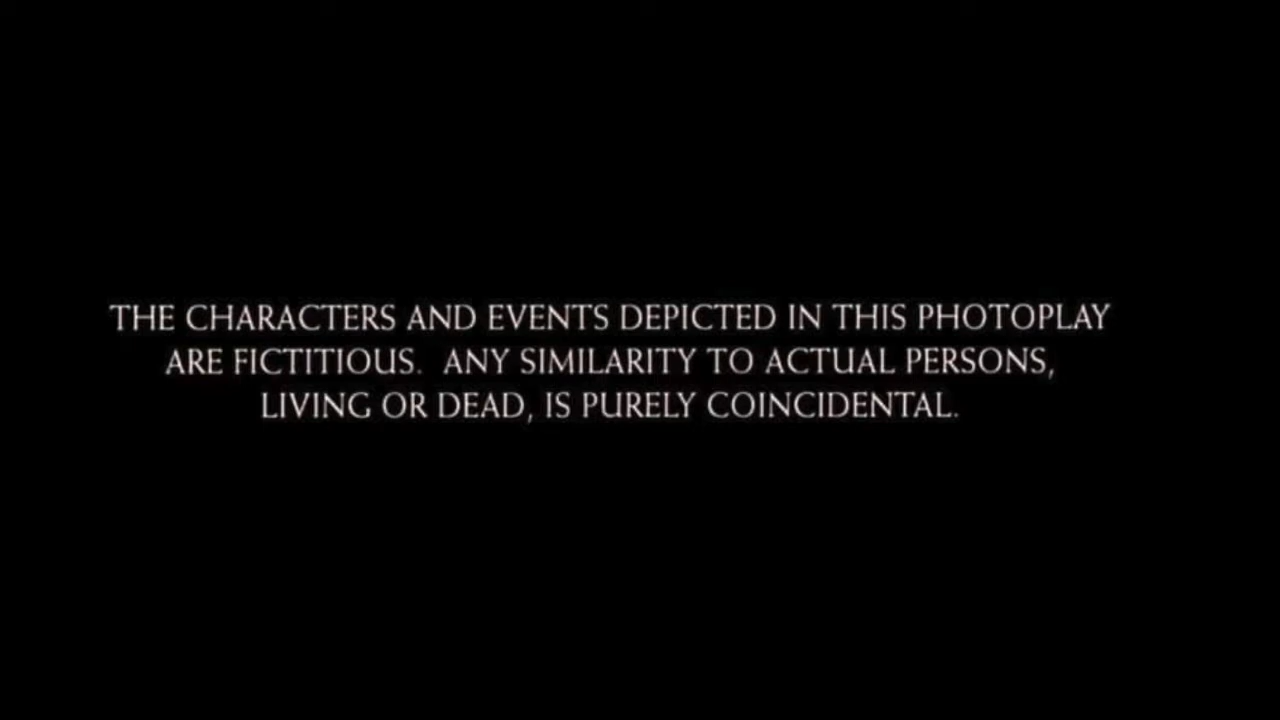 THE CHARACTERS AND EVENTS DEPICTED IN THIS PHOTOPLAY
ARE FICTITIOUS. ANY SIMILARITY TO ACTUAL PERSONS,
LIVING OR DEAD, IS PURELY COINCIDENTAL.